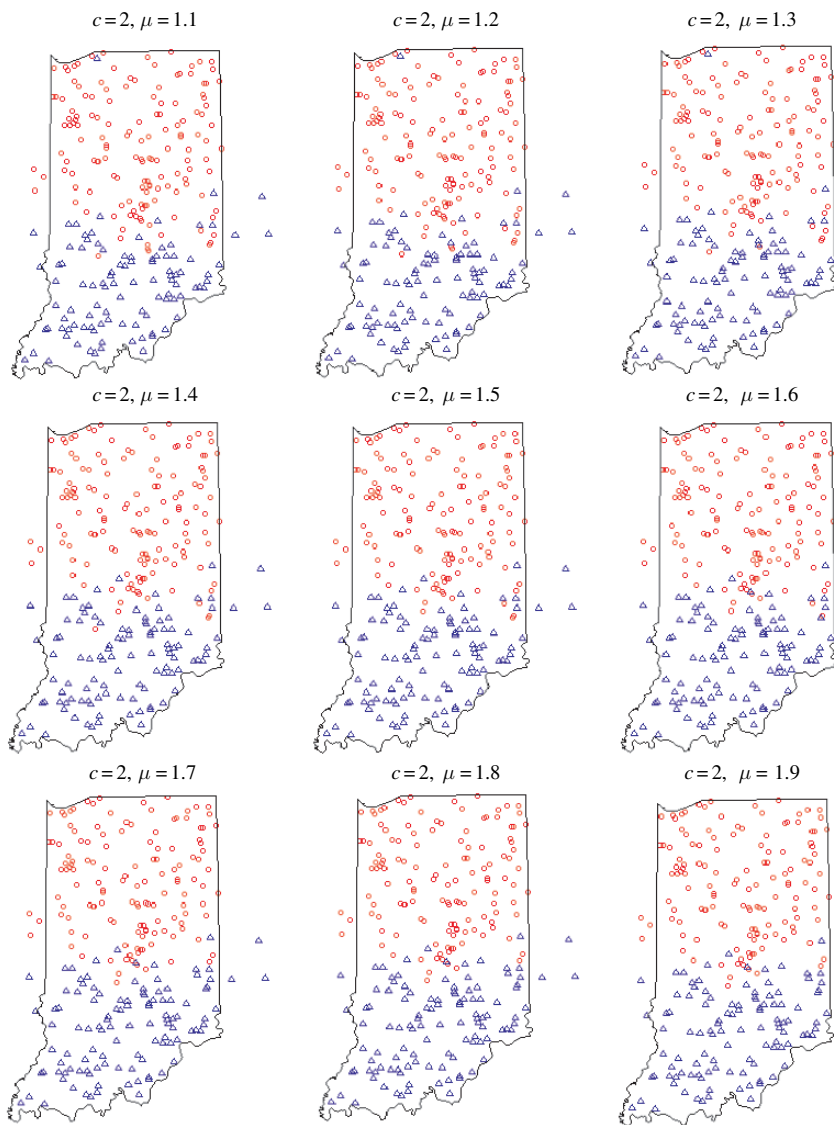 c = 2, μ = 1.1
c = 2, μ = 1.2
c = 2, μ = 1.3
c = 2, μ = 1.4
c = 2, μ = 1.5
c = 2, μ = 1.6
c = 2, μ = 1.7
c = 2, μ = 1.8
c = 2, μ = 1.9